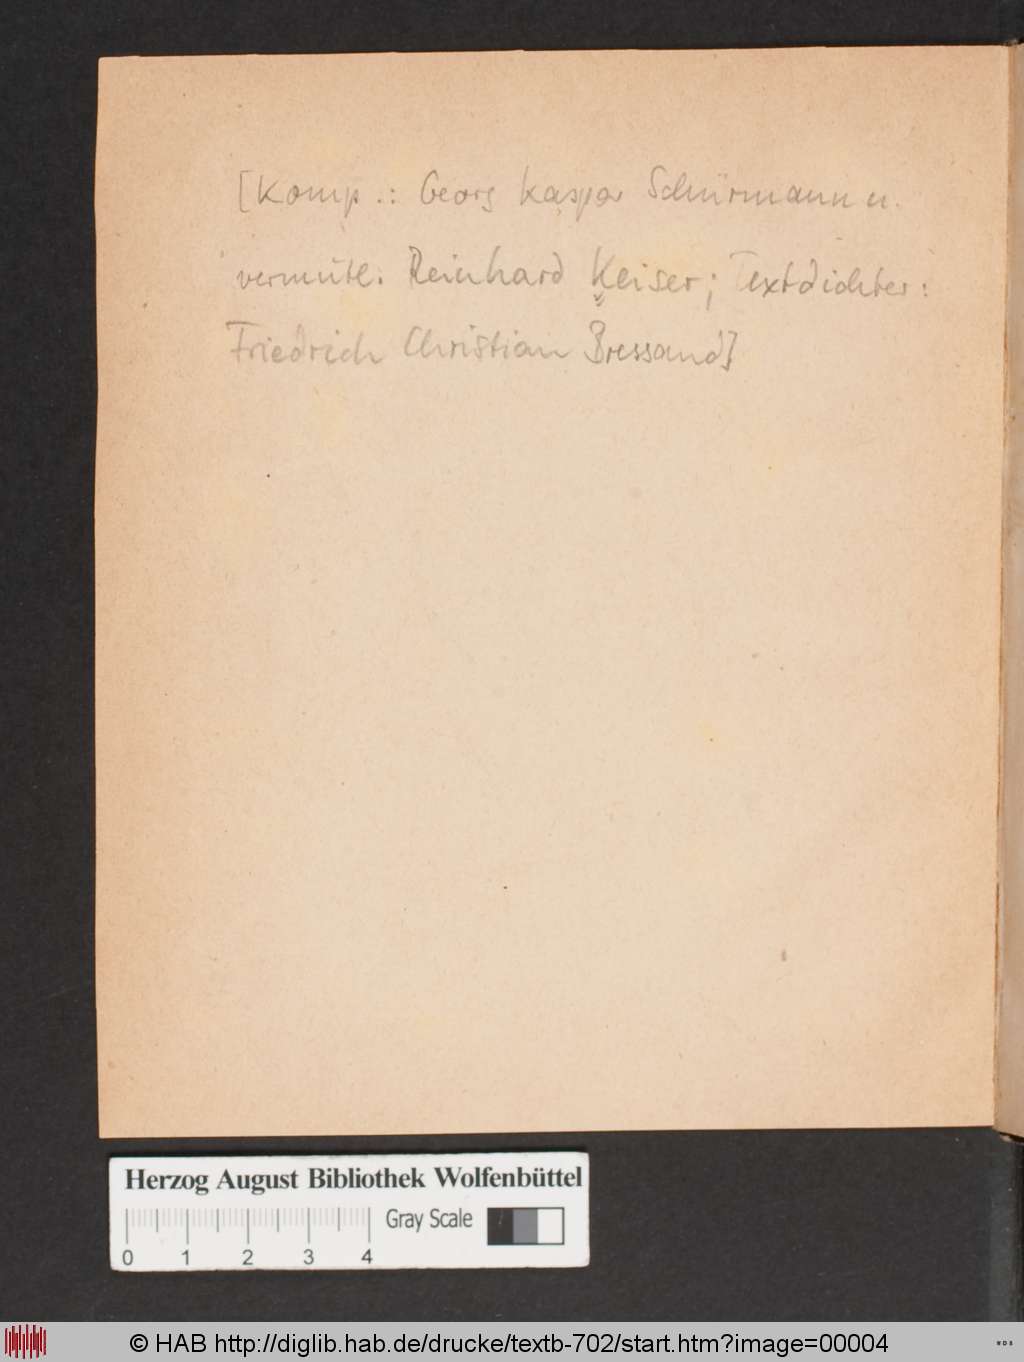 [Komp.: Georg Kaspar Schürmann u.
vermutl. Reinhard Keiser; Textdichter:
Friedrich Christian Bressand]
Herzog August Bibliothek Wolfenbüttel
Gray Scale
0 1 2 3 4
© HAB http://diglib.hab.de/drucke/textb-702/start.htm?image=00004